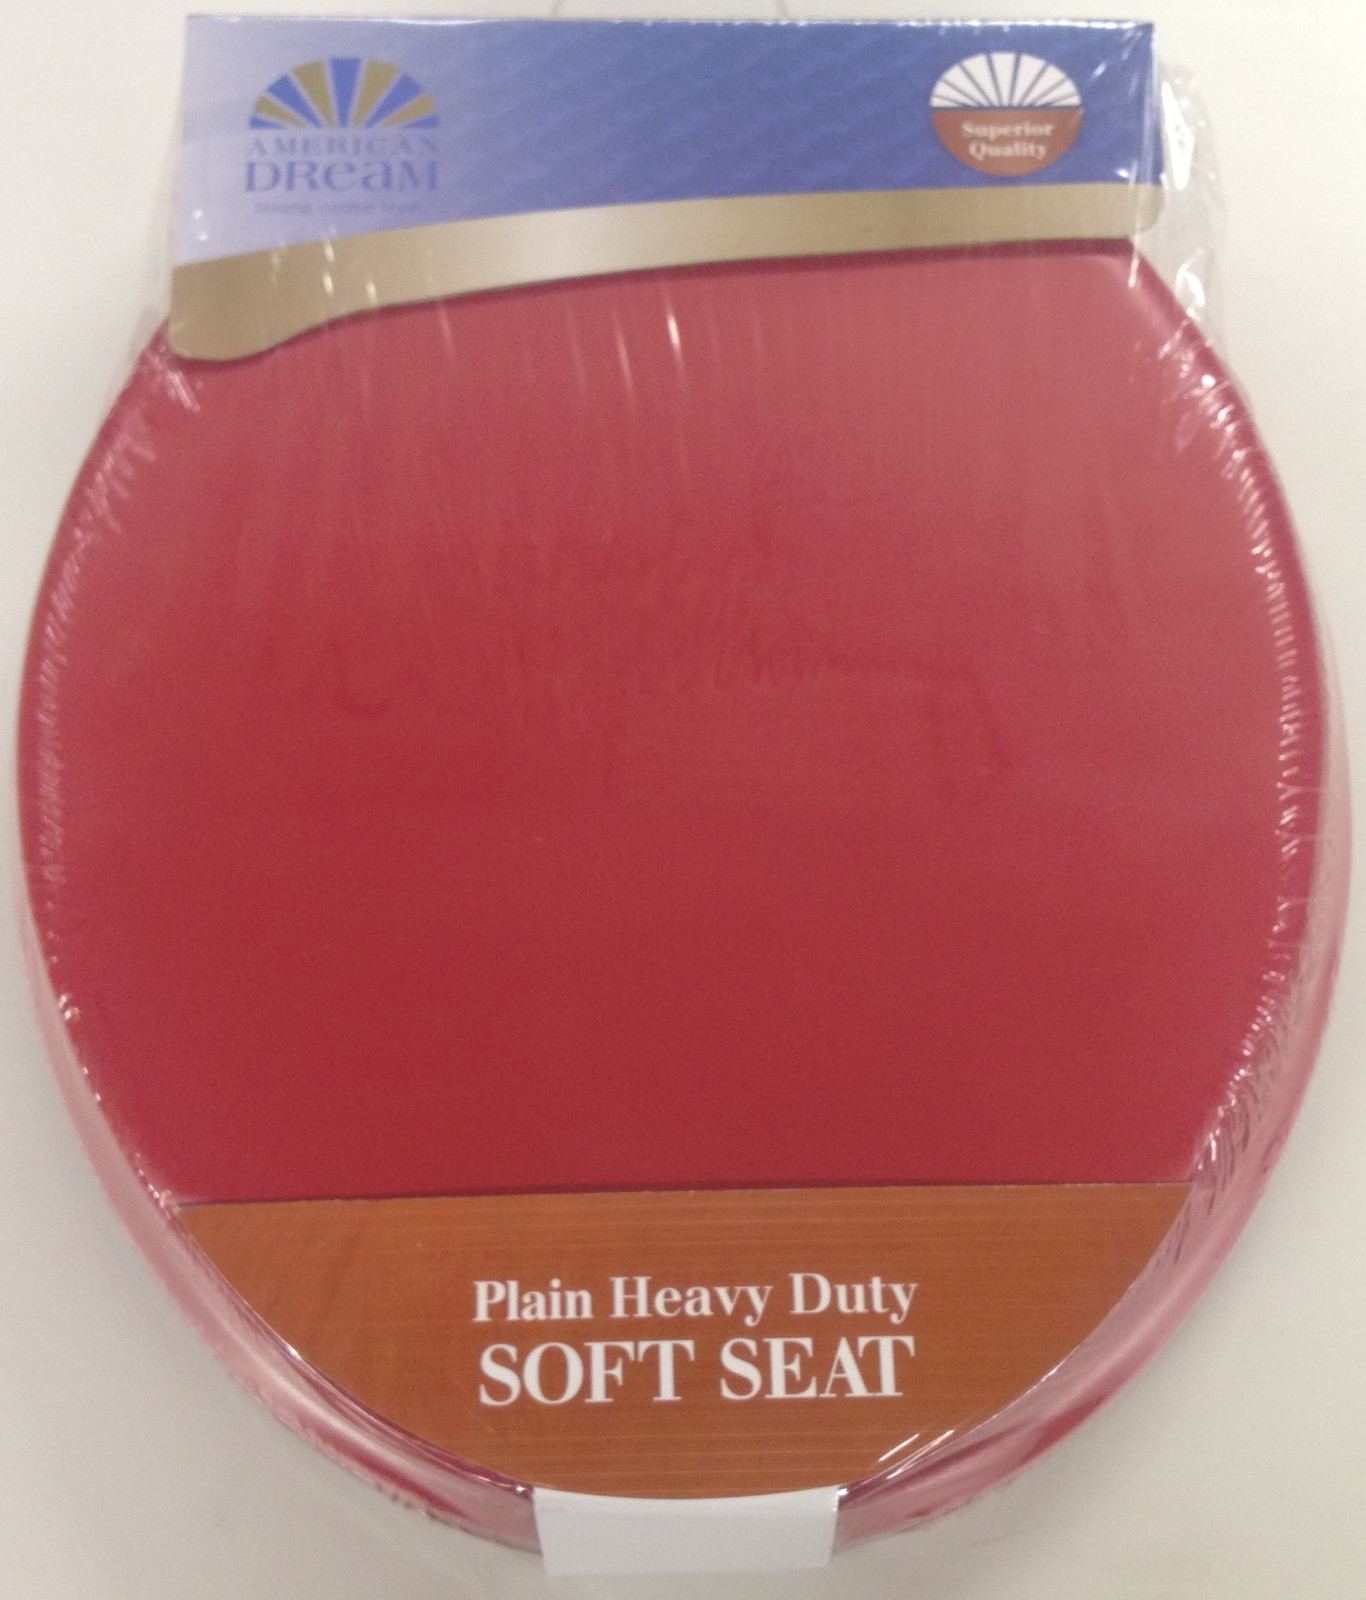 AMERICAN
DREAM
Superior
Quality
Plain Heavy Duty
SOFT SEAT